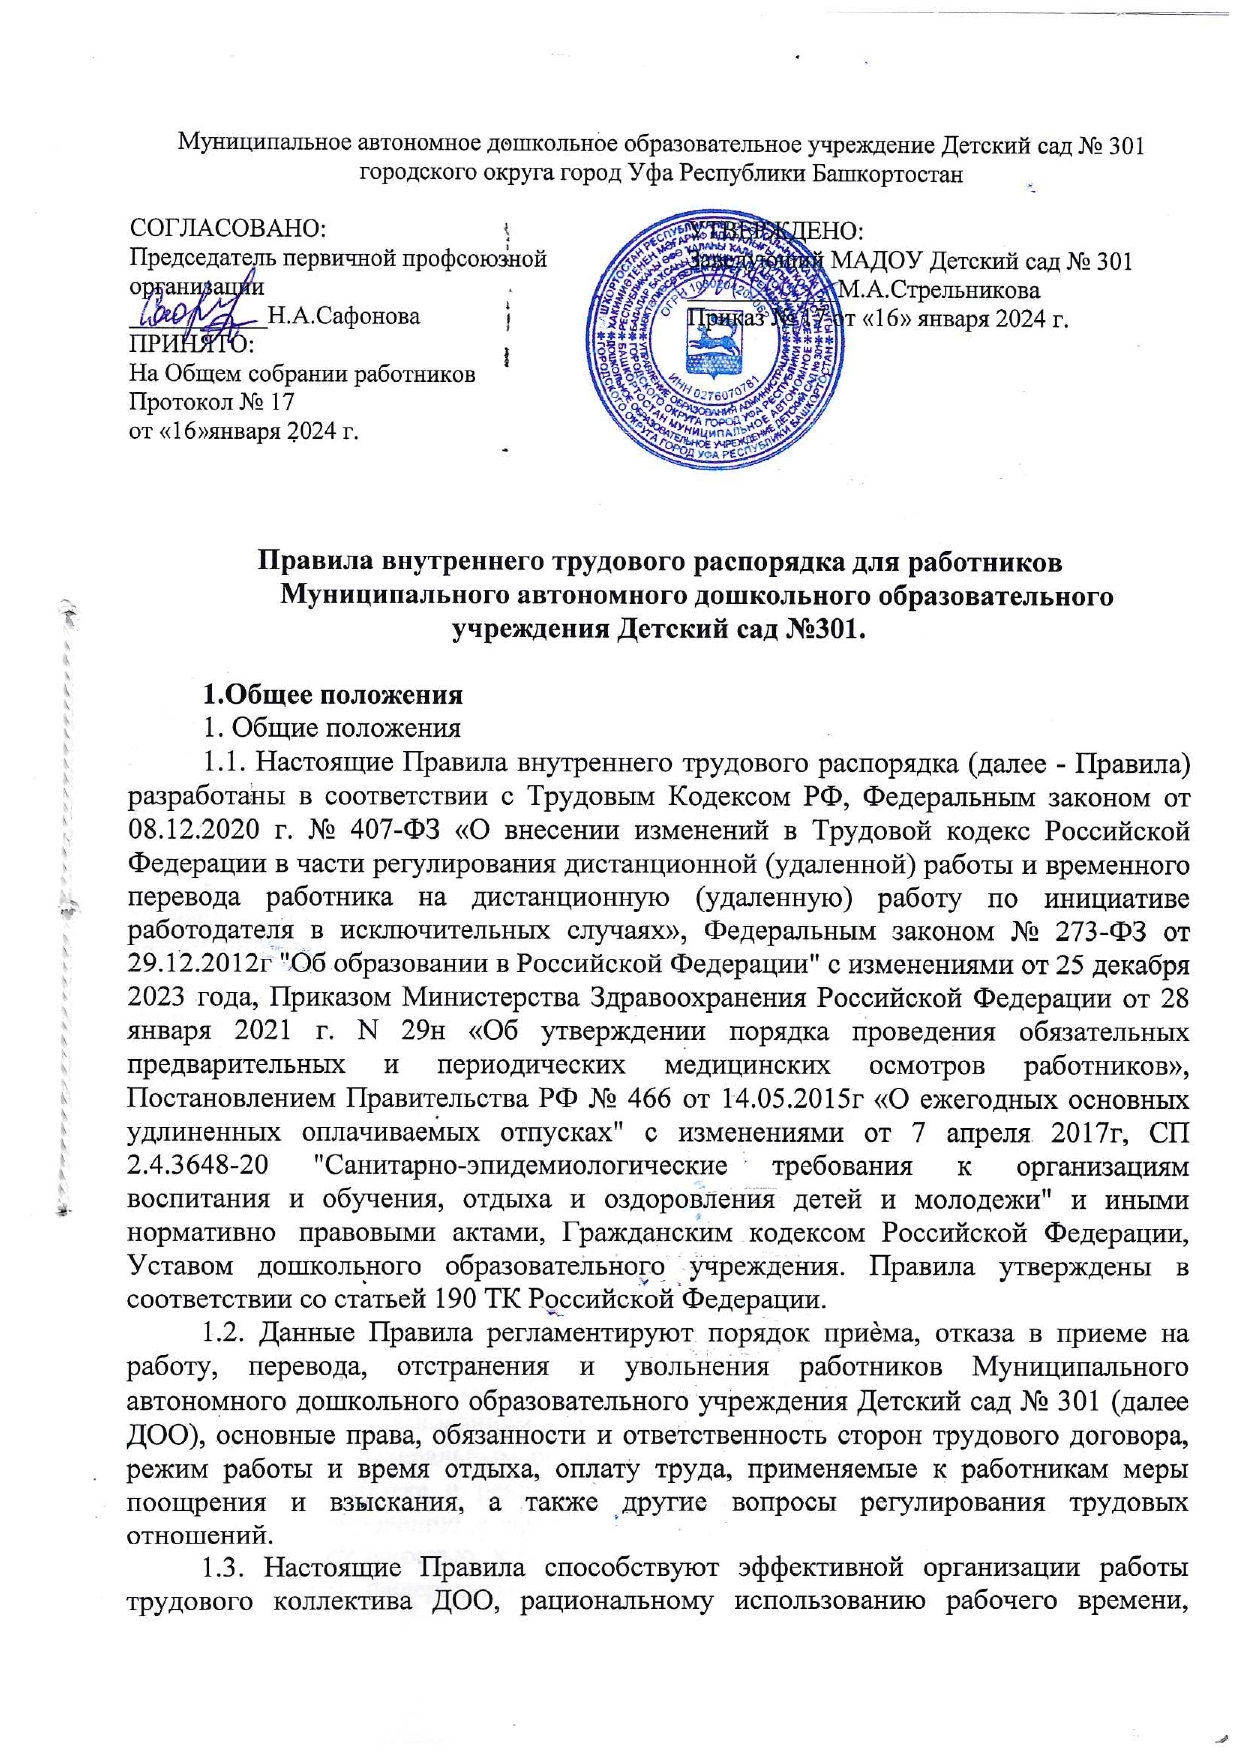 Муниципальное автономное дошкольное образовательное учреждение Детский сад № 301
городского округа город Уфа Республики Башкортостан
СОГЛАСОВАНО:
Председатель первичной профсоюзной
организации
Н.А.Сафонова
ПРИНЯТО:
На Общем собрании работников
Протокол № 17
от «16»января 2024 г.
УТВЕРЖДЕНО:
Заведующий МАДОУ Детский сад № 301
М.А.Стрельникова
Приказ № 17 от «16» января 2024 г.
ИНН 0276070781
Правила внутреннего трудового распорядка для работников
Муниципального автономного дошкольного образовательного
учреждения Детский сад №301.
1.Общее положения
1. Общие положения
1.1. Настоящие Правила внутреннего трудового распорядка (далее - Правила)
разработаны в соответствии с Трудовым Кодексом РФ, Федеральным законом от
08.12.2020 г. № 407-ФЗ «О внесении изменений в Трудовой кодекс Российской
Федерации в части регулирования дистанционной (удаленной) работы и временного
перевода работника на дистанционную (удаленную) работу по инициативе
работодателя в исключительных случаях», Федеральным законом № 273-ФЗ от
29.12.2012г "Об образовании в Российской Федерации" с изменениями от 25 декабря
2023 года, Приказом Министерства Здравоохранения Российской Федерации от 28
января 2021 г. N 29н «Об утверждении порядка проведения обязательных
предварительных и периодических медицинских осмотров работников»,
Постановлением Правительства РФ № 466 от 14.05.2015г «О ежегодных основных
удлиненных оплачиваемых отпусках" с изменениями от 7 апреля 2017г, СП
2.4.3648-20 "Санитарно-эпидемиологические требования к организациям
воспитания и обучения, отдыха и оздоровления детей и молодежи" и иными
нормативно правовыми актами, Гражданским кодексом Российской Федерации,
Уставом дошкольного образовательного учреждения. Правила утверждены в
соответствии со статьей 190 ТК Российской Федерации.
1.2. Данные Правила регламентируют порядок приѐма, отказа в приеме на
работу, перевода, отстранения и увольнения работников Муниципального
автономного дошкольного образовательного учреждения Детский сад № 301 (далее
ДОО), основные права, обязанности и ответственность сторон трудового договора,
режим работы и время отдыха, оплату труда, применяемые к работникам меры
поощрения и взыскания, а также другие вопросы регулирования трудовых
отношений.
1.3. Настоящие Правила способствуют эффективной организации работы
трудового коллектива ДОО, рациональному использованию рабочего времени,